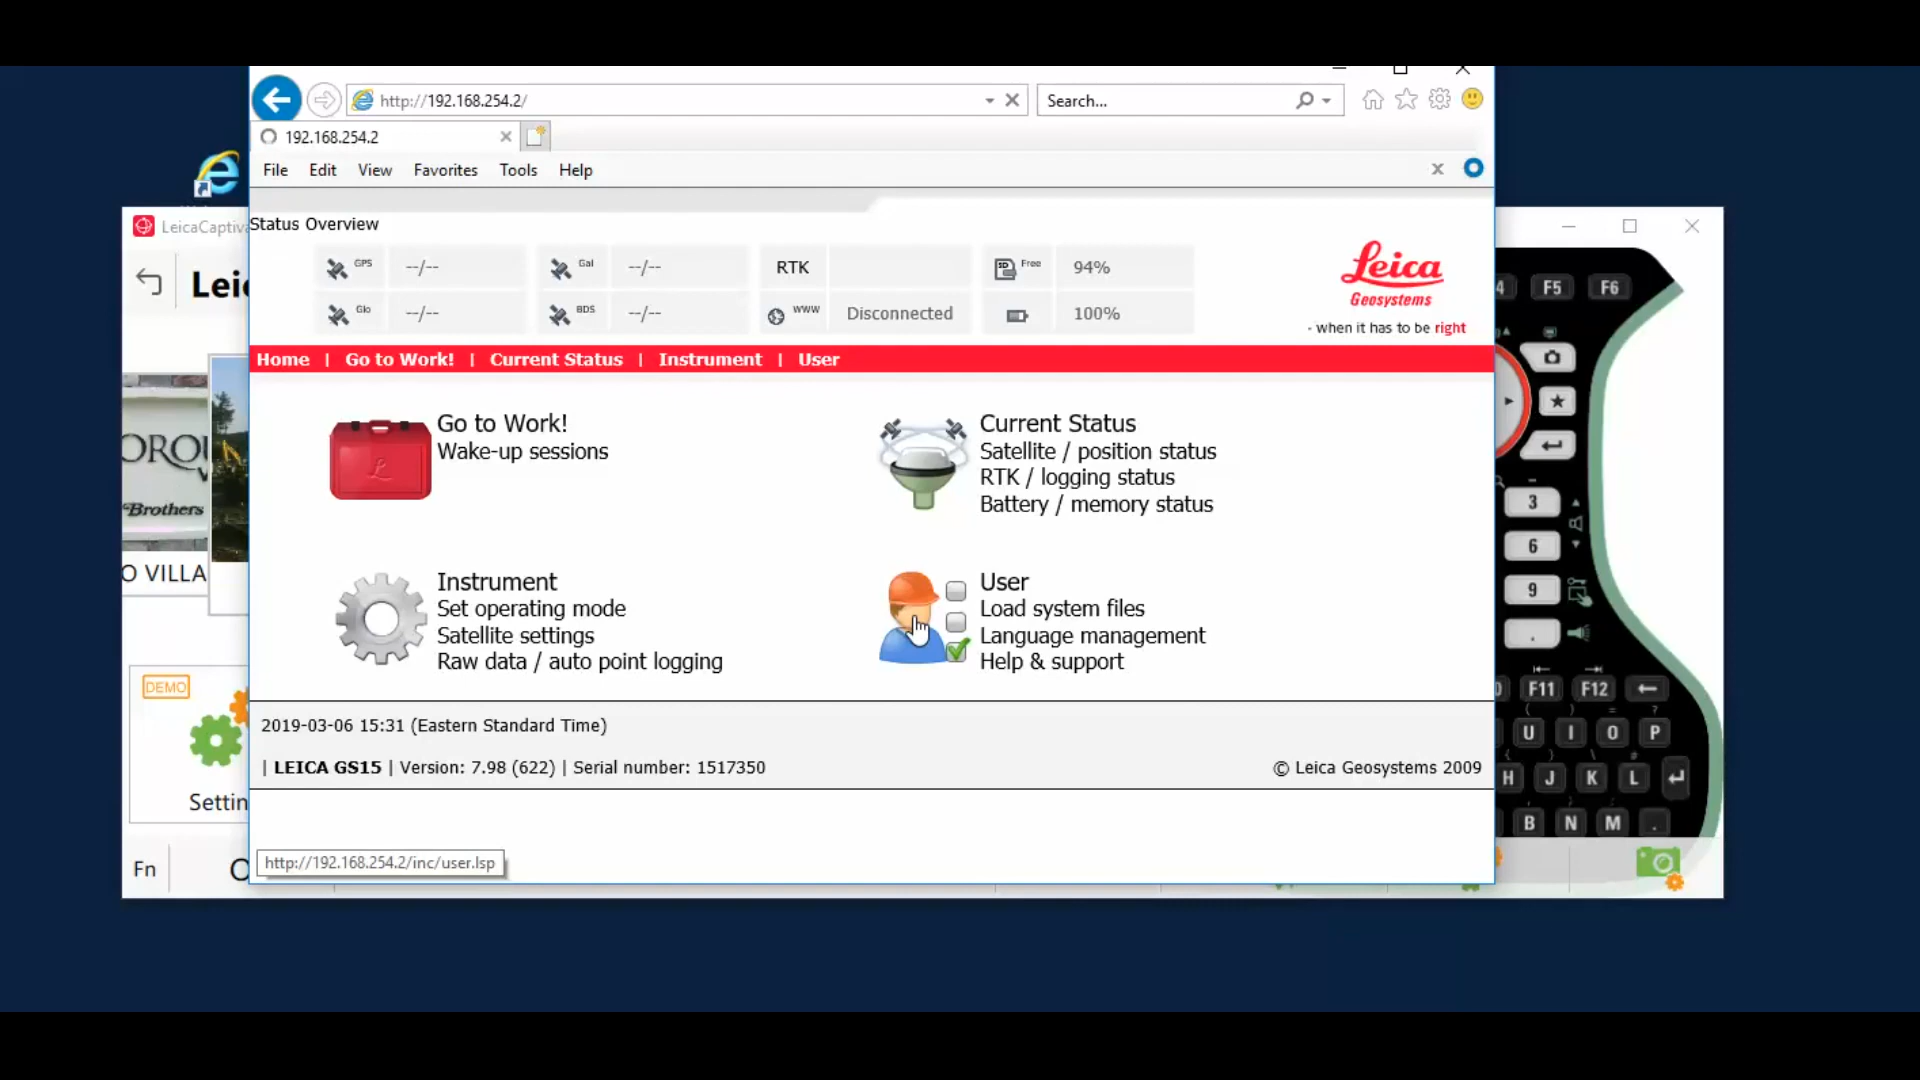 http://192.168.254.2/
Search...
192.168.254.2
File Edit View Favorites Tools Help
LeicaCaptiva
Status Overview
GPS --/-- Gal --/-- RTK Free 94%
Glo --/-- BDS --/-- WWW Disconnected 100%
Leica
Geosystems
- when it has to be right
Home | Go to Work! | Current Status | Instrument | User
Go to Work!
Wake-up sessions
Current Status
Satellite / position status
RTK / logging status
Battery / memory status
Instrument
Set operating mode
Satellite settings
Raw data / auto point logging
User
Load system files
Language management
Help & support
2019-03-06 15:31 (Eastern Standard Time)
| LEICA GS15 | Version: 7.98 (622) | Serial number: 1517350
© Leica Geosystems 2009
http://192.168.254.2/inc/user.lsp
Lei
OROU
Brothers
O VILLA
DEMO
Settin
Fn
4 F5 F6
3
6
9
.
F11 F12
U I O P
H J K L
B N M .